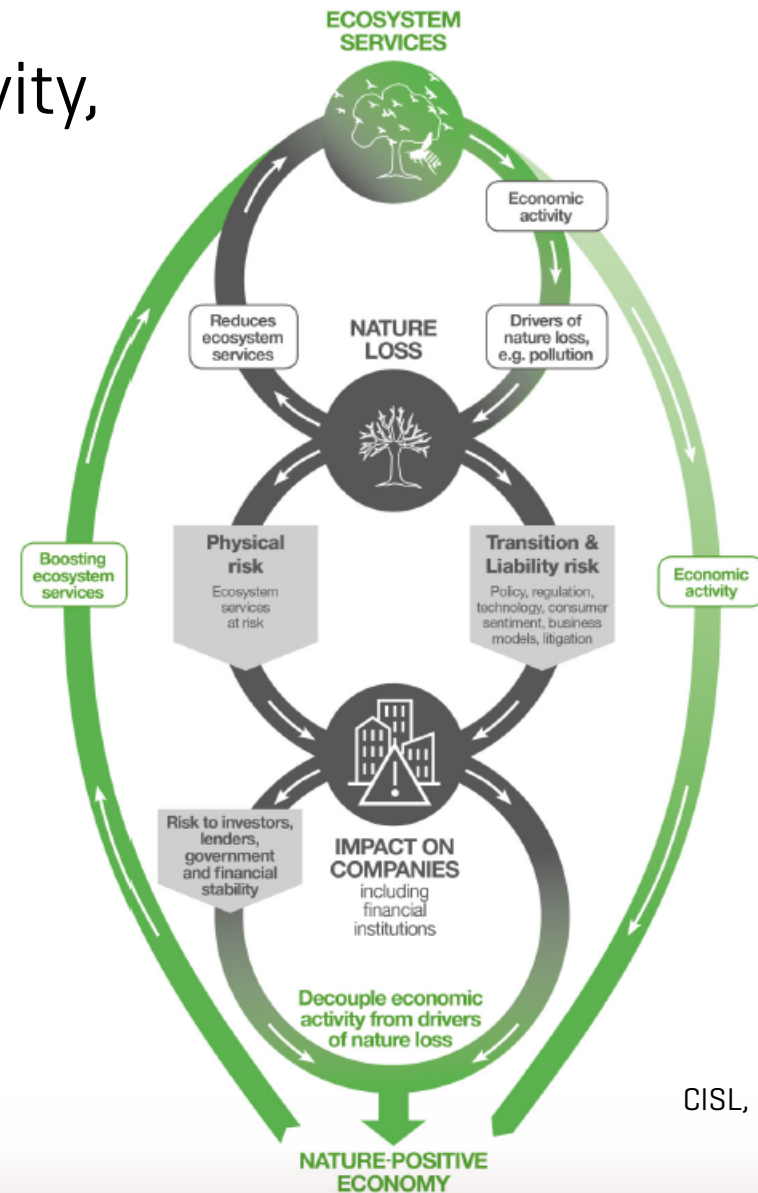 vity,
ECOSYSTEM
SERVICES
Economic
activity
Reduces
ecosystem
services
NATURE
LOSS
Drivers of
nature loss,
e.g. pollution
Boosting
ecosystem
services
Physical
risk
Ecosystem
services
at risk
Transition &
Liability risk
Policy, regulation,
technology, consumer
sentiment, business
models, litigation
Economic
activity
Risk to investors,
lenders,
government
and financial
stability
IMPACT ON
COMPANIES
including
financial
institutions
Decouple economic
activity from drivers
of nature loss
CISL,
NATURE-POSITIVE
ECONOMY